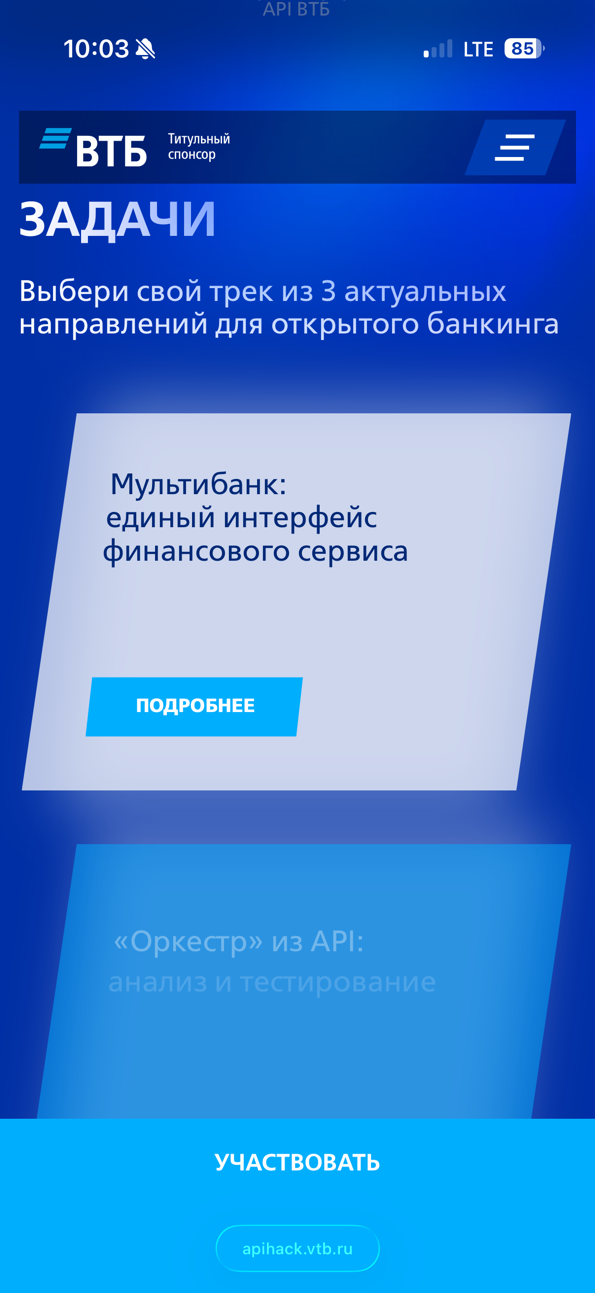 API ВТБ
10:03
LTE
85
ВТБ
Титульный
спонсор
ЗАДАЧИ
Выбери свой трек из 3 актуальных
направлений для открытого банкинга
Мультибанк:
единый интерфейс
финансового сервиса
ПОДРОБНЕЕ
«Оркестр» из API:
анализ и тестирование
УЧАСТВОВАТЬ
apihack.vtb.ru